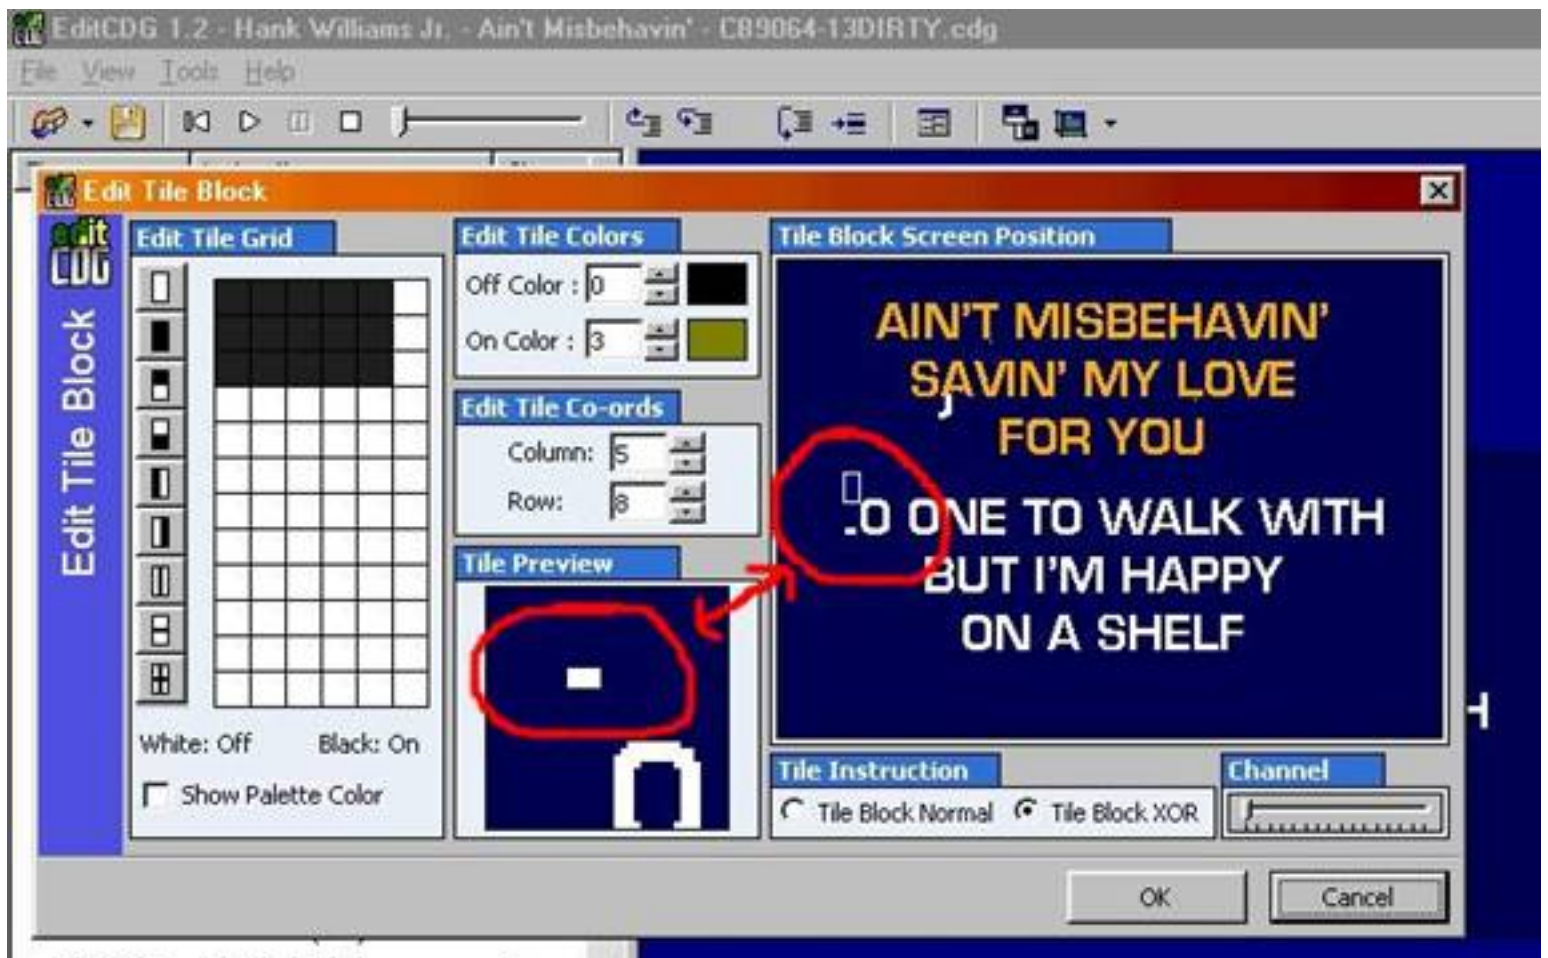 EditCDG 1.2 - Hank Williams Jr. - Ain't Misbehavin' - CB9064-13DIRTY.cdg
File View Tools Help
Edit Tile Block
edit
CDG
Edit Tile Block
Edit Tile Grid
White: Off Black: On
Show Palette Color
Edit Tile Colors
Off Color : 0
On Color : 3
Edit Tile Co-ords
Column: 5
Row: 8
Tile Preview
Tile Block Screen Position
AIN'T MISBEHAVIN'
SAVIN' MY LOVE
FOR YOU
O ONE TO WALK WITH
BUT I'M HAPPY
ON A SHELF
Tile Instruction
Tile Block Normal Tile Block XOR
Channel
OK Cancel